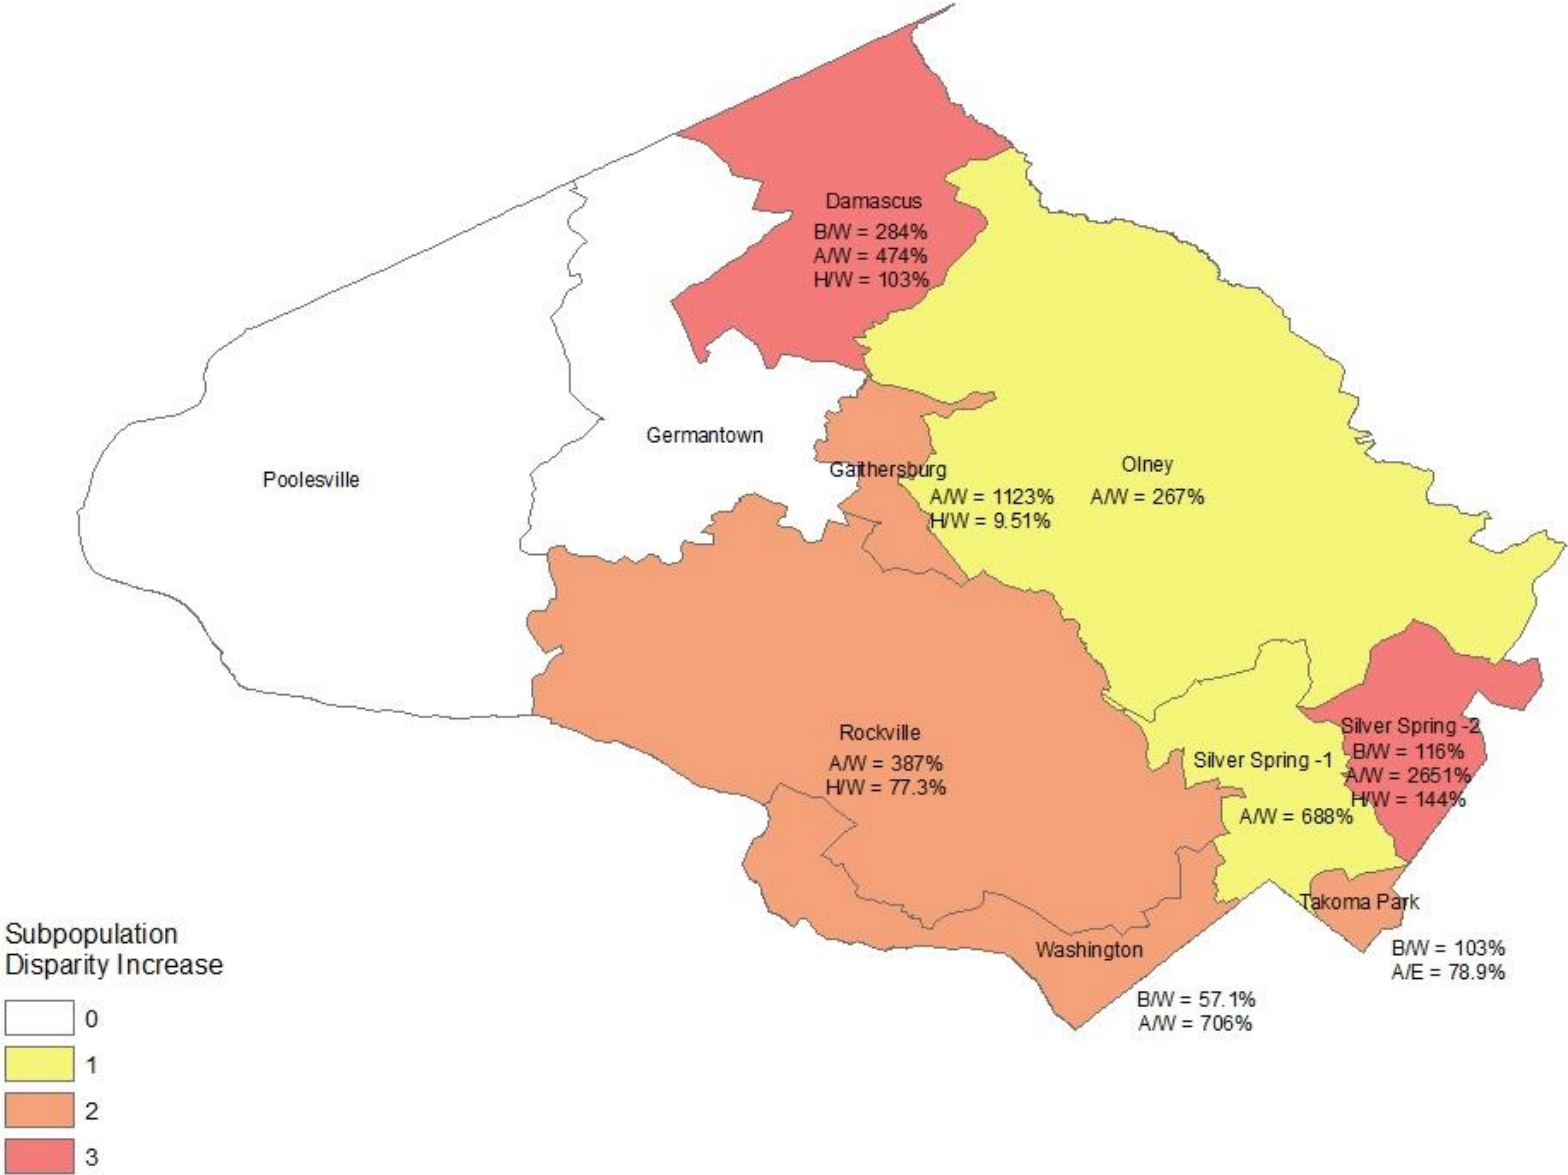 Damascus
B/W = 284%
A/W = 474%
H/W = 103%
Germantown
Poolesville
Gaithersburg
A/W = 1123%
H/W = 9.51%
Olney
A/W = 267%
Rockville
A/W = 387%
H/W = 77.3%
Silver Spring -1
A/W = 688%
Silver Spring -2
B/W = 116%
A/W = 2651%
H/W = 144%
Takoma Park
B/W = 103%
A/E = 78.9%
Washington
B/W = 57.1%
A/W = 706%
Subpopulation
Disparity Increase
0
1
2
3